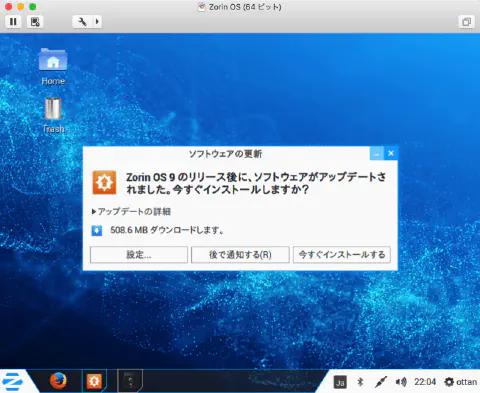 Zorin OS (64 ビット)
Home
Trash
ソフトウェアの更新
Zorin OS 9 のリリース後に、ソフトウェアがアップデートさ
れました。今すぐインストールしますか？
アップデートの詳細
508.6 MB ダウンロードします。
設定... 後で通知する(R) 今すぐインストールする
Ja 22:04 ottan